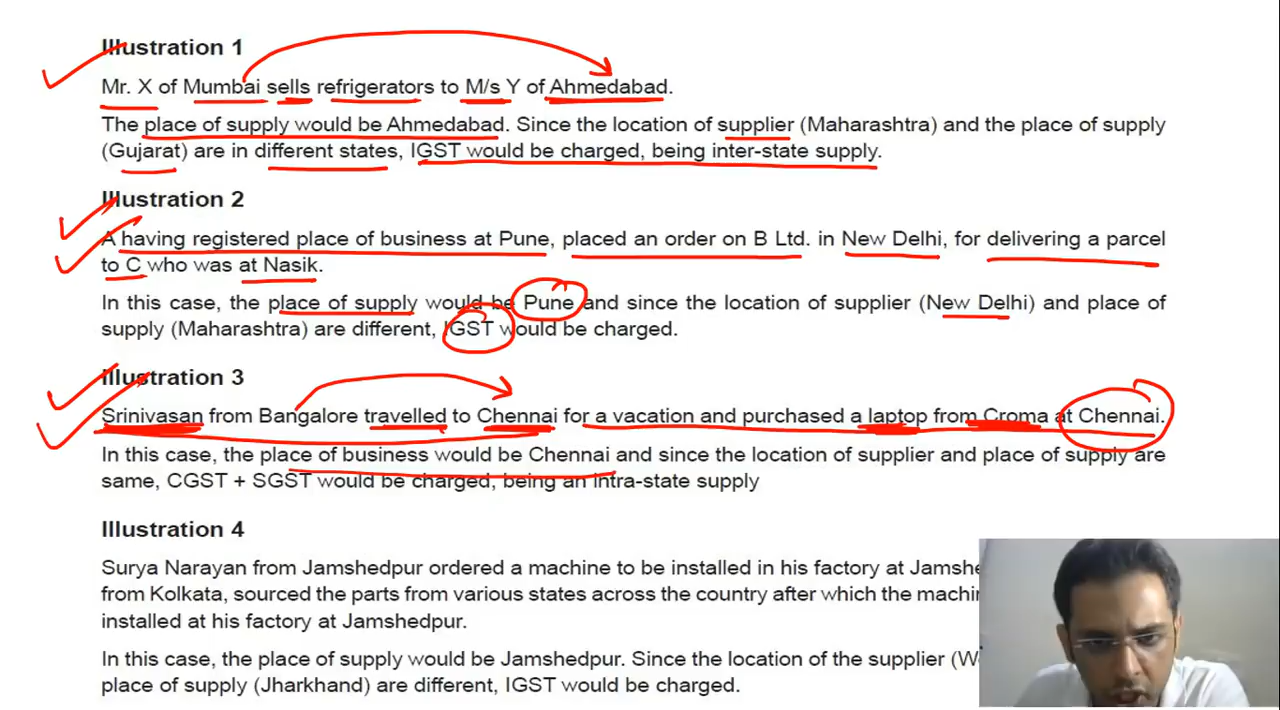 Illustration 1
Mr. X of Mumbai sells refrigerators to M/s Y of Ahmedabad.
The place of supply would be Ahmedabad. Since the location of supplier (Maharashtra) and the place of supply
(Gujarat) are in different states, IGST would be charged, being inter-state supply.
Illustration 2
A having registered place of business at Pune, placed an order on B Ltd. in New Delhi, for delivering a parcel
to C who was at Nasik.
In this case, the place of supply would be Pune and since the location of supplier (New Delhi) and place of
supply (Maharashtra) are different, IGST would be charged.
Illustration 3
Srinivasan from Bangalore travelled to Chennai for a vacation and purchased a laptop from Croma at Chennai.
In this case, the place of business would be Chennai and since the location of supplier and place of supply are
same, CGST + SGST would be charged, being an intra-state supply
Illustration 4
Surya Narayan from Jamshedpur ordered a machine to be installed in his factory at
from Kolkata, sourced the parts from various states across the country after which the
installed at his factory at Jamshedpur.
In this case, the place of supply would be Jamshedpur. Since the location of the supplier
place of supply (Jharkhand) are different, IGST would be charged.